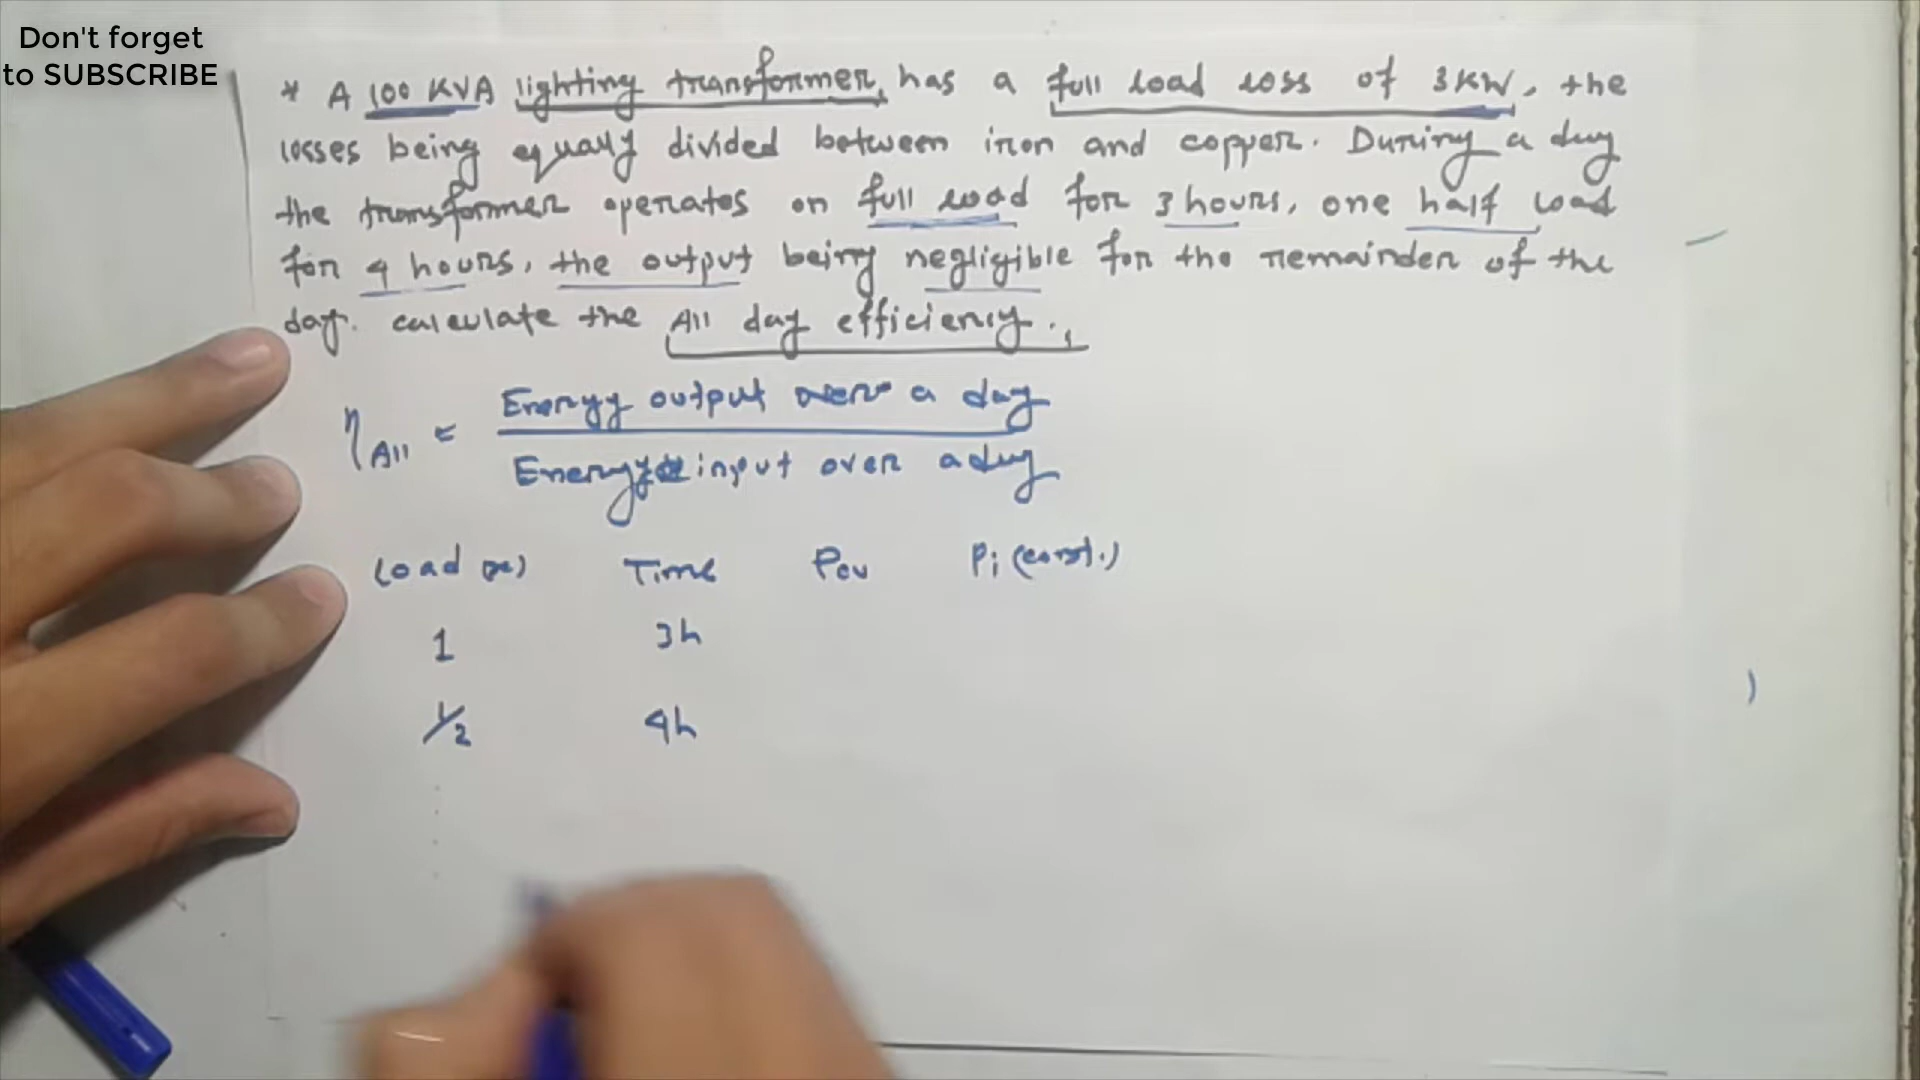 Don't forget
to SUBSCRIBE
* A 100 KVA lighting transformer, has a full load loss of 3KW, the
losses being equally divided between iron and copper. During a day
the transformer operates on full load for 3 hours, one half load
for 4 hours, the output being negligible for the remainder of the
day. calculate the All day efficiency.
η All = Energy output over a day
Energy input over a day
Load (x) Time Pcu Pi (const.)
1 3h
1/2 4h